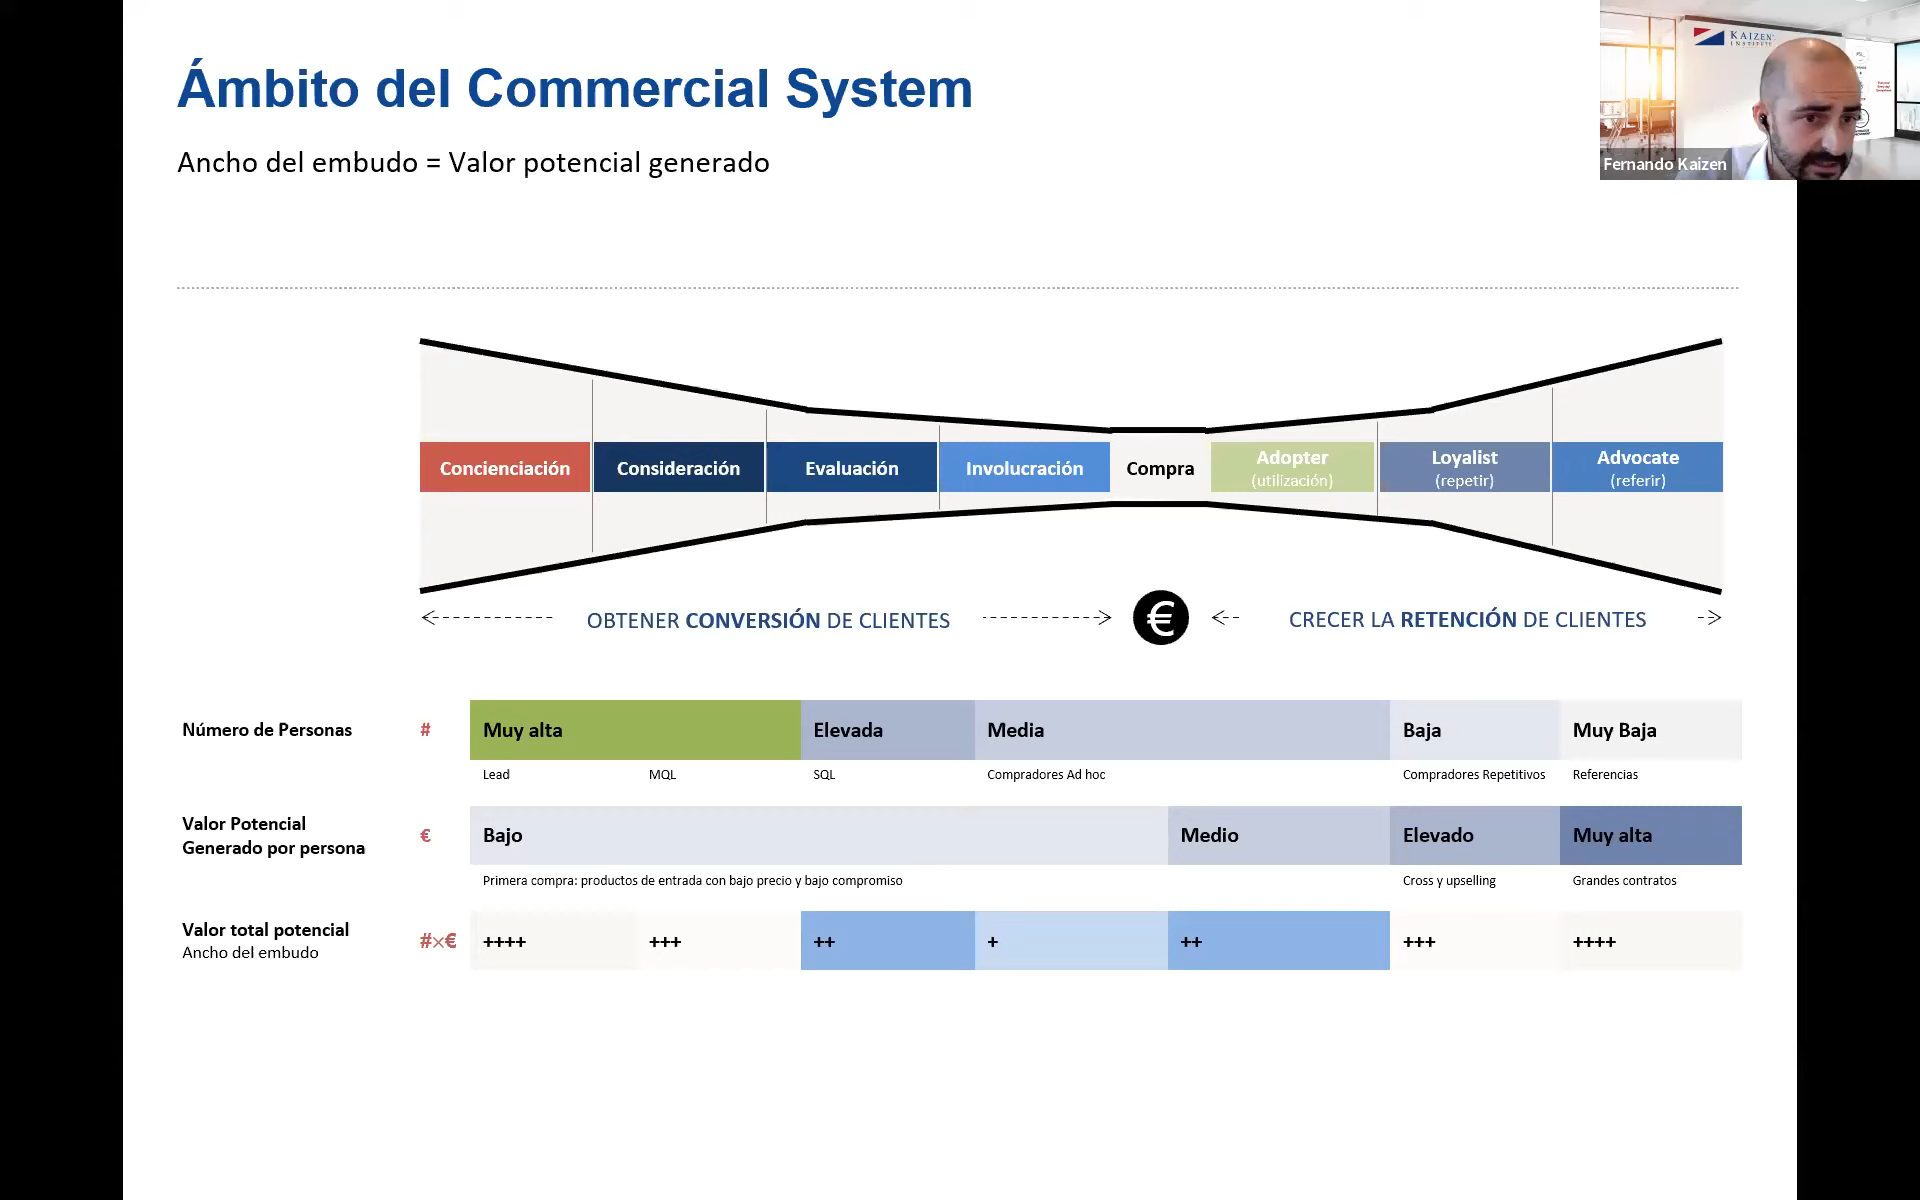 Ámbito del Commercial System
Ancho del embudo = Valor potencial generado
KAIZEN
INSTITUTE
Fernando Kaizen
Concienciación
Consideración
Evaluación
Involucración
Compra
Adopter
(utilización)
Loyalist
(repetir)
Advocate
(referir)
OBTENER CONVERSIÓN DE CLIENTES
€
CRECER LA RETENCIÓN DE CLIENTES
Número de Personas
#
Muy alta
Elevada
Media
Baja
Muy Baja
Lead
MQL
SQL
Compradores Ad hoc
Compradores Repetitivos
Referencias
Valor Potencial
Generado por persona
€
Bajo
Medio
Elevado
Muy alta
Primera compra: productos de entrada con bajo precio y bajo compromiso
Cross y upselling
Grandes contratos
Valor total potencial
Ancho del embudo
#×€
++++
+++
++
+
++
+++
++++